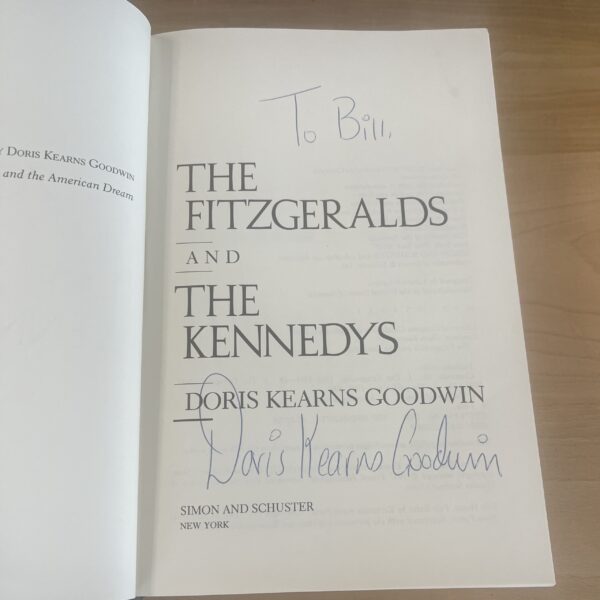 Y DORIS KEARNS GOODWIN
and the American Dream
To Bill,
THE
FITZGERALDS
AND
THE
KENNEDYS
DORIS KEARNS GOODWIN
Doris Kearns Goodwin
SIMON AND SCHUSTER
NEW YORK